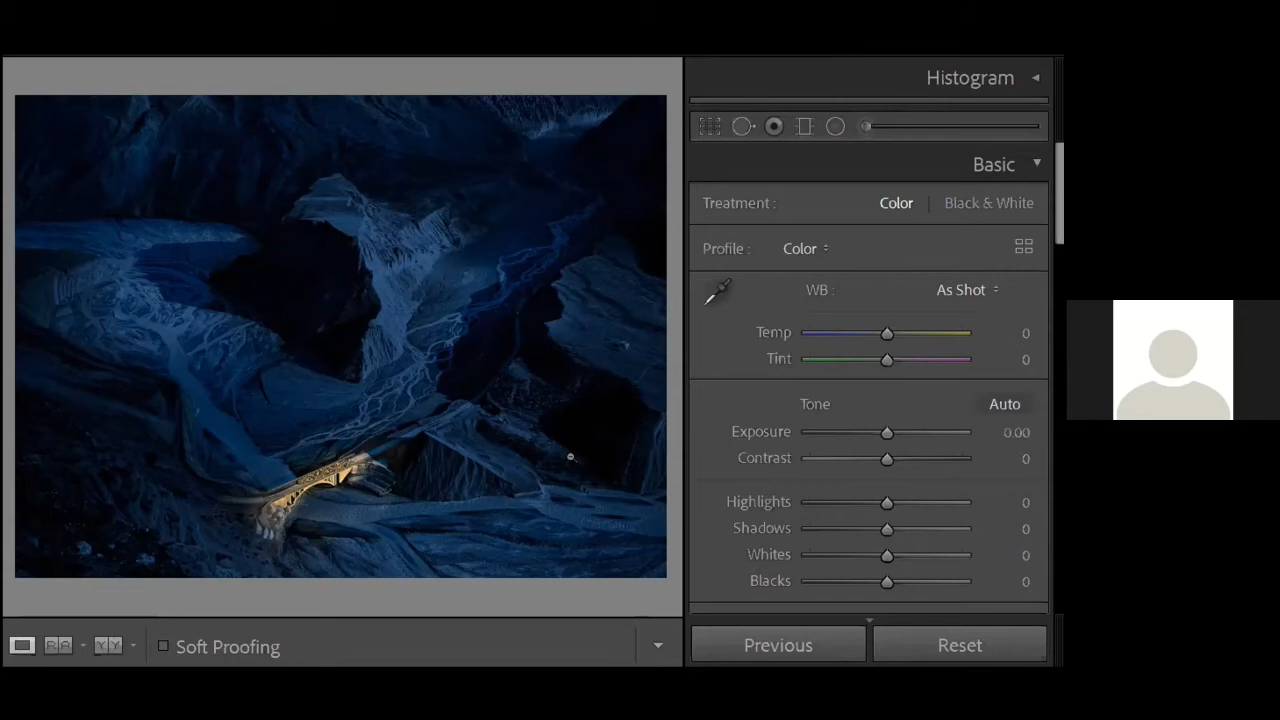 Histogram
Basic
Treatment : Color Black & White
Profile : Color
WB : As Shot
Temp 0
Tint 0
Tone Auto
Exposure 0.00
Contrast 0
Highlights 0
Shadows 0
Whites 0
Blacks 0
R A Y Y Soft Proofing Previous Reset